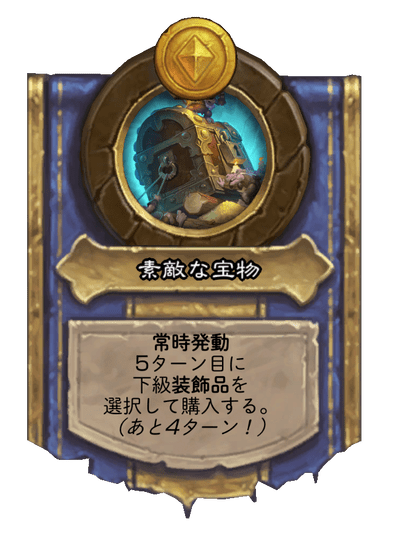 素敵な宝物
常時発動
5ターン目に
下級装飾品を
選択して購入する。
(あと4ターン!)